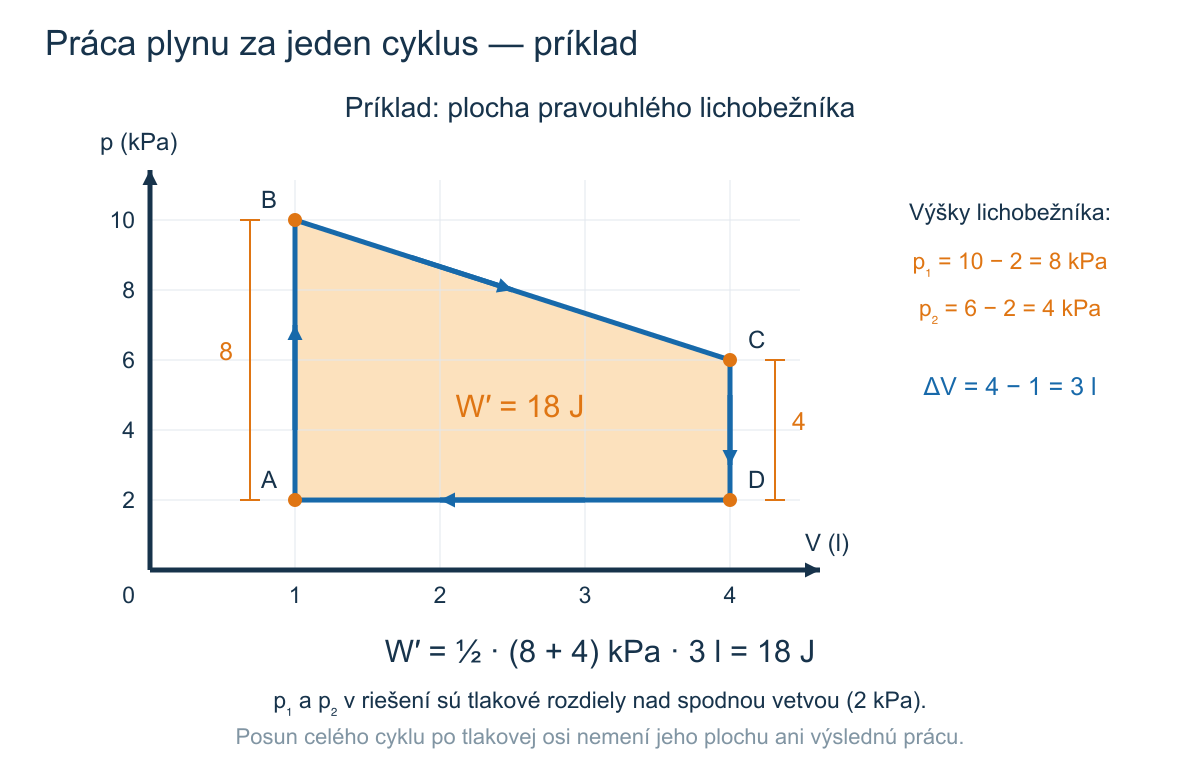 Práca plynu za jeden cyklus — príklad
Príklad: plocha pravouhlého lichobežníka
p (kPa)
B
10
8
6
4
2
8
A
W′ = 18 J
C
4
D
V (l)
0
1
2
3
4
Výšky lichobežníka:
p₁ = 10 − 2 = 8 kPa
p₂ = 6 − 2 = 4 kPa
ΔV = 4 − 1 = 3 l
W′ = ½ · (8 + 4) kPa · 3 l = 18 J
p₁ a p₂ v riešení sú tlakové rozdiely nad spodnou vetvou (2 kPa).
Posun celého cyklu po tlakovej osi nemení jeho plochu ani výslednú prácu.